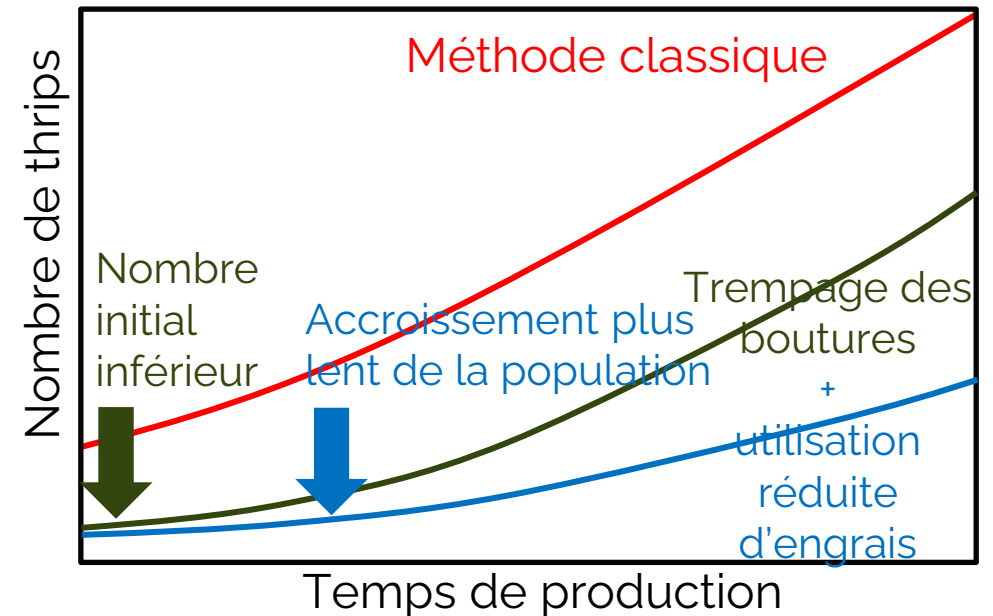 Méthode classique
Nombre de thrips
Nombre
initial
inférieur
Accroissement plus
lent de la population
Trempage des
boutures
+
utilisation
réduite
d'engrais
Temps de production